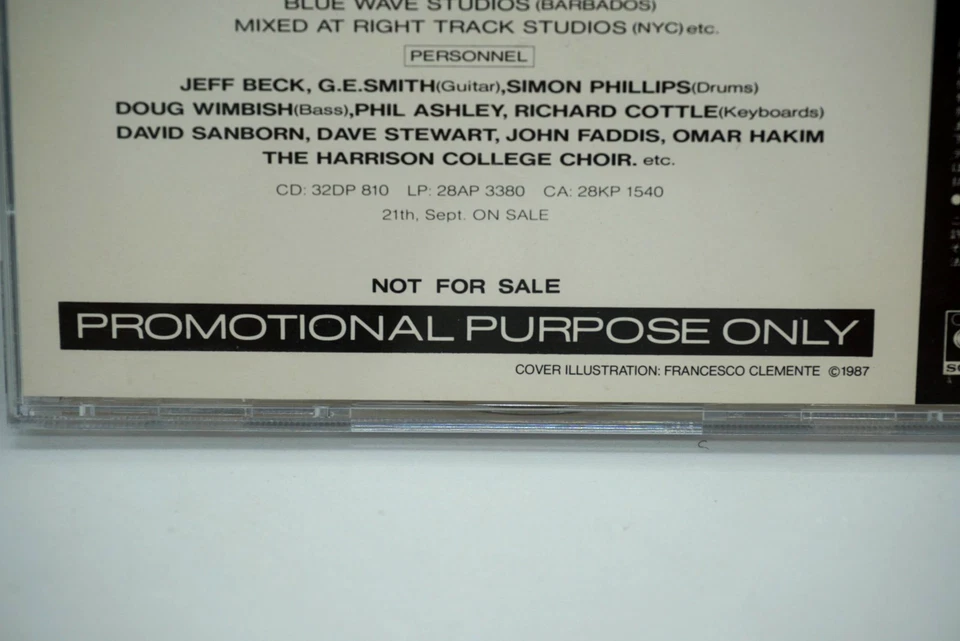 BLUE WAVE STUDIOS (BARBADOS)
MIXED AT RIGHT TRACK STUDIOS (NYC) etc.
PERSONNEL
JEFF BECK, G.E.SMITH(Guitar),SIMON PHILLIPS(Drums)
DOUG WIMBISH(Bass),PHIL ASHLEY, RICHARD COTTLE(Keyboards)
DAVID SANBORN, DAVE STEWART, JOHN FADDIS, OMAR HAKIM
THE HARRISON COLLEGE CHOIR. etc.
CD: 32DP 810 LP: 28AP 3380 CA: 28KP 1540
21th, Sept. ON SALE
NOT FOR SALE
PROMOTIONAL PURPOSE ONLY
COVER ILLUSTRATION: FRANCESCO CLEMENTE ©1987